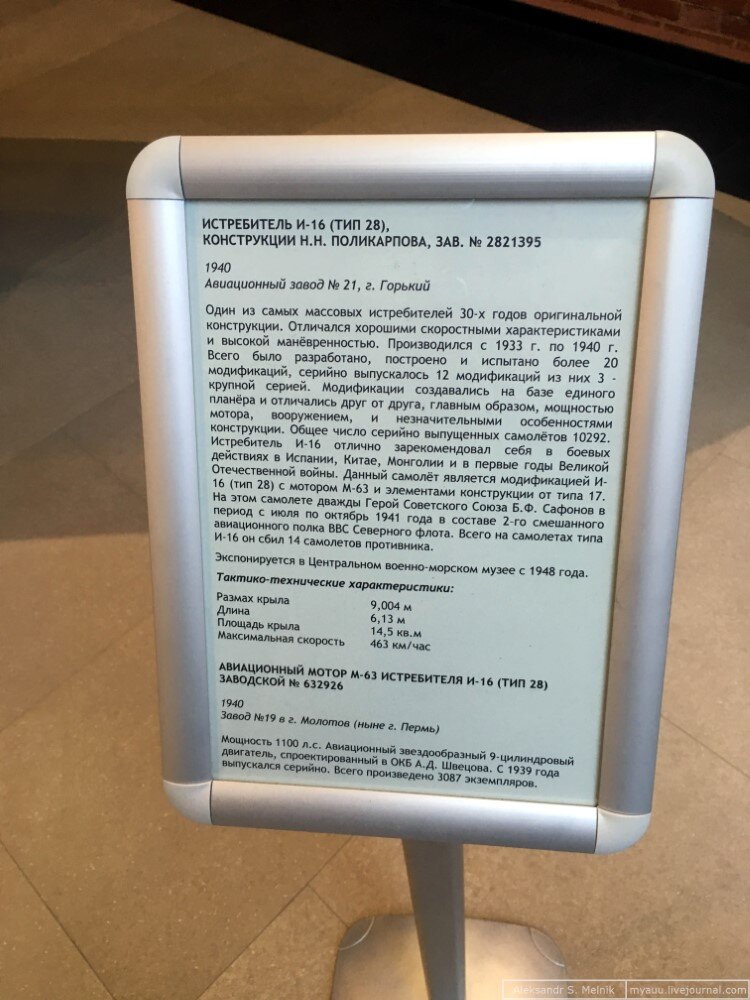 ИСТРЕБИТЕЛЬ И-16 (ТИП 28),
КОНСТРУКЦИИ Н.Н. ПОЛИКАРПОВА, ЗАВ. № 2821395
1940
Авиационный завод № 21, г. Горький
Один из самых массовых истребителей 30-х годов оригинальной
конструкции. Отличался хорошими скоростными характеристиками
и высокой манёвренностью. Производился с 1933 г. по 1940 г.
Всего было разработано, построено и испытано более 20
модификаций, серийно выпускалось 12 модификаций из них 3 -
крупной серией. Модификации создавались на базе единого
планёра и отличались друг от друга, главным образом, мощностью
мотора, вооружением, и незначительными особенностями
конструкции. Общее число серийно выпущенных самолётов 10292.
Истребитель И-16 отлично зарекомендовал себя в боевых
действиях в Испании, Китае, Монголии и в первые годы Великой
Отечественной войны. Данный самолёт является модификацией И-
16 (тип 28) с мотором М-63 и элементами конструкции от типа 17.
На этом самолете дважды Герой Советского Союза Б.Ф. Сафонов в
период с июля по октябрь 1941 года в составе 2-го смешанного
авиационного полка ВВС Северного флота. Всего на самолетах типа
И-16 он сбил 14 самолетов противника.
Экспонируется в Центральном военно-морском музее с 1948 года.
Тактико-технические характеристики:
Размах крыла 9,004 м
Длина 6,13 м
Площадь крыла 14,5 кв.м
Максимальная скорость 463 км/час
АВИАЦИОННЫЙ МОТОР М-63 ИСТРЕБИТЕЛЯ И-16 (ТИП 28)
ЗАВОДСКОЙ № 632926
1940
Завод №19 в г. Молотов (ныне г. Пермь)
Мощность 1100 л.с. Авиационный звездообразный 9-цилиндровый
двигатель, спроектированный в ОКБ А.Д. Швецова. С 1939 года
выпускался серийно. Всего произведено 3087 экземпляров.
Aleksandr S. Melnik myauu.livejournal.com